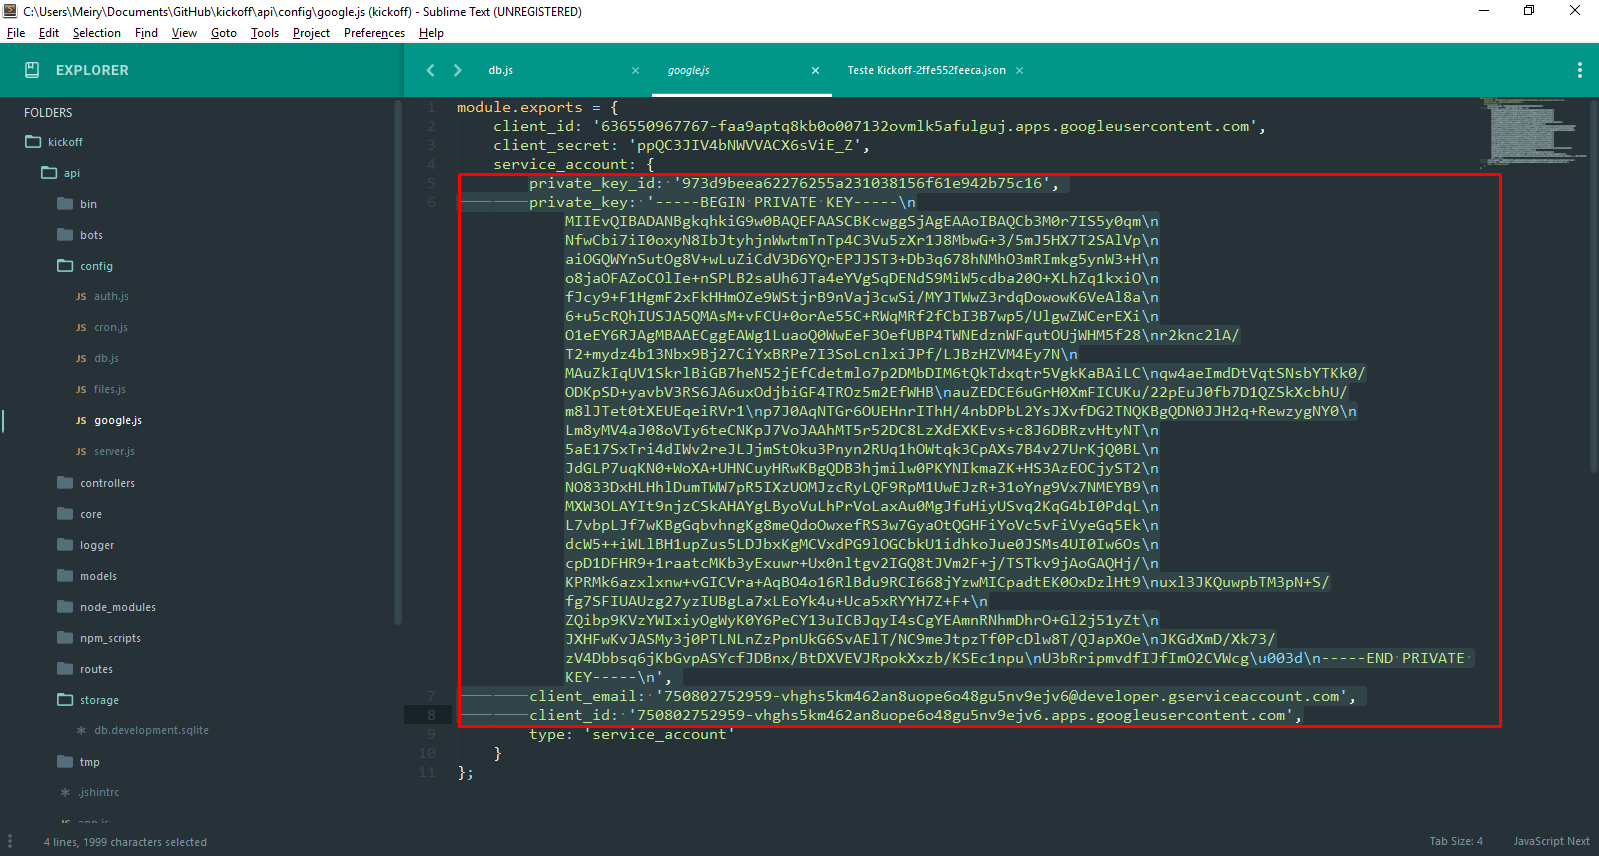 C:\Users\Meiry\Documents\GitHub\kickoff\api\config\google.js (kickoff) - Sublime Text (UNREGISTERED)
File Edit Selection Find View Goto Tools Project Preferences Help
EXPLORER
db.js
google.js
Teste Kickoff-2ffe552feeca.json
FOLDERS
kickoff
api
bin
bots
config
JS auth.js
JS cron.js
JS db.js
JS files.js
JS google.js
JS server.js
controllers
core
logger
models
node_modules
npm_scripts
routes
storage
db.development.sqlite
tmp
.jshintrc
1 module.exports = {
2 client_id: '636550967767-faa9aptq8kb0o007132ovmlk5afulguj.apps.googleusercontent.com',
3 client_secret: 'ppQC3JIV4bNWVVACX6sViE_Z',
4 service_account: {
5 private_key_id: '973d9beea62276255a231038156f61e942b75c16',
6 private_key: '-----BEGIN PRIVATE KEY-----\n
MIIEvQIBADANBgkqhkiG9w0BAQEFAASCBKcwggSjAgEAAoIBAQCb3M0r7IS5y0qm\n
NfwCbi7iI0oxyN8IbJtyhjnWwtmTnTp4C3Vu5zXr1J8MbwG+3/5mJ5HX7T2SAlVp\n
aiOGQWYnSutOg8V+wLuZiCdV3D6YQrEPJJST3+Db3q678hNMhO3mRImkg5ynW3+H\n
o8jaOFAZoCOlIe+nSPLB2saUh6JTa4eYVgSqDENdS9MiW5cdba20O+XLhZq1kxiO\n
fJcy9+F1HgmF2xFkHHmOZe9WStjrB9nVaj3cwSi/MYJTWwZ3rdqDowowK6VeAl8a\n
6+u5cRQhIUSJA5QMAsM+vFCU+0orAe55C+RWqMRf2fCbI3B7wp5/UlgwZWCerEXi\n
O1eEY6RJAgMBAAECggEAWg1LuaoQ0WwEeF3OefUBP4TWNEdznWFqutOUjWHM5f28\nr2knc2lA/
T2+mydz4b13Nbx9Bj27CiYxBRPe7I3SoLcnlxiJPf/LJBzHZVM4Ey7N\n
MAuZkIqUV1SkrlBiGB7heN52jEfCdetmlo7p2DMbDIM6tQkTdxqtr5VgkKaBAiLC\nqw4aeImdDtVqtSNsbYTKk0/
ODKpSD+yavbV3RS6JA6uxOdjbiGF4TROz5m2EfWHB\nauZEDCE6uGrH0XmFICUKu/22pEuJ0fb7D1QZSkXcbhU/
m8lJTet0tXEUEqeiRVr1\np7J0AqNTGr6OUEHnrIThH/4nbDPbL2YsJXvfDG2TNQKBgQDN0JJH2q+RewzygNY0\n
Lm8yMV4aJ08oVIy6teCNKpJ7VoJAAhMT5r52DC8LzXdEXKEvs+c8J6DBRzvHtyNT\n
5aE17SxTri4dIWv2reJLJjmStOku3Pnyn2RUq1hOWtqk3CpAXs7B4v27UrKjQ0BL\n
JdGLP7uqKN0+WoXA+UHNCuyHRwKBgQDB3hjmilw0PKYNIkmaZK+HS3AzEOCjyST2\n
NO833DxHLHhlDumTWW7pR5IXzUOMJzcRyLQF9RpM1UwEJzR+31oYng9Vx7NMEYB9\n
MXW3OLAYIt9njzCSkAHAYgLByoVuLhPrVoLaxAu0MgJfuHiyUSvq2KqG4bI0PdqL\n
L7vbpLJf7wKBgGqbvhngKg8meQdoOwxefRS3w7GyaOtQGHFiYoVc5vFiVyeGq5Ek\n
dcW5++iWLlBH1upZus5LDJbxKgMCVxdPG9lOGCbkU1idhkoJue0JSMs4UI0Iw6Os\n
cpD1DFHR9+1raatcMKb3yExuwr+Ux0nltgv2IGQ8tJVm2F+j/TSTkv9jAoGAQHj/\n
KPRMk6azxlxnw+vGICVra+AqBO4o16RlBdu9RCI668jYzwMICpadtEK0OxDzlHt9\nuxl3JKQuwpbTM3pN+S/
fg7SFIUAUzg27yzIUBgLa7xLEoYk4u+Uca5xRYYH7Z+F+\n
ZQibp9KVzYWIxiyOgWyK0Y6PeCY13uICBJqyI4sCgYEAmnRNhmDhrO+Gl2j51yZt\n
JXHFwKvJASMy3j0PTLNLnZzPpnUkG6SvAElT/NC9meJtpzTf0PcDlw8T/QJapXOe\nJKGdXmD/Xk73/
zV4Dbbsq6jKbGvpASYcfJDBnx/BtDXVEVJRpokXxzb/KSEc1npu\nU3bRripmvdfIJfImO2CVWcg\u003d\n-----END PRIVATE
KEY-----\n',
7 client_email: '750802752959-vhghs5km462an8uope6o48gu5nv9ejv6@developer.gserviceaccount.com',
8 client_id: '750802752959-vhghs5km462an8uope6o48gu5nv9ejv6.apps.googleusercontent.com',
9 type: 'service_account'
10 }
11 };
4 lines, 1999 characters selected
Tab Size: 4
JavaScript Next